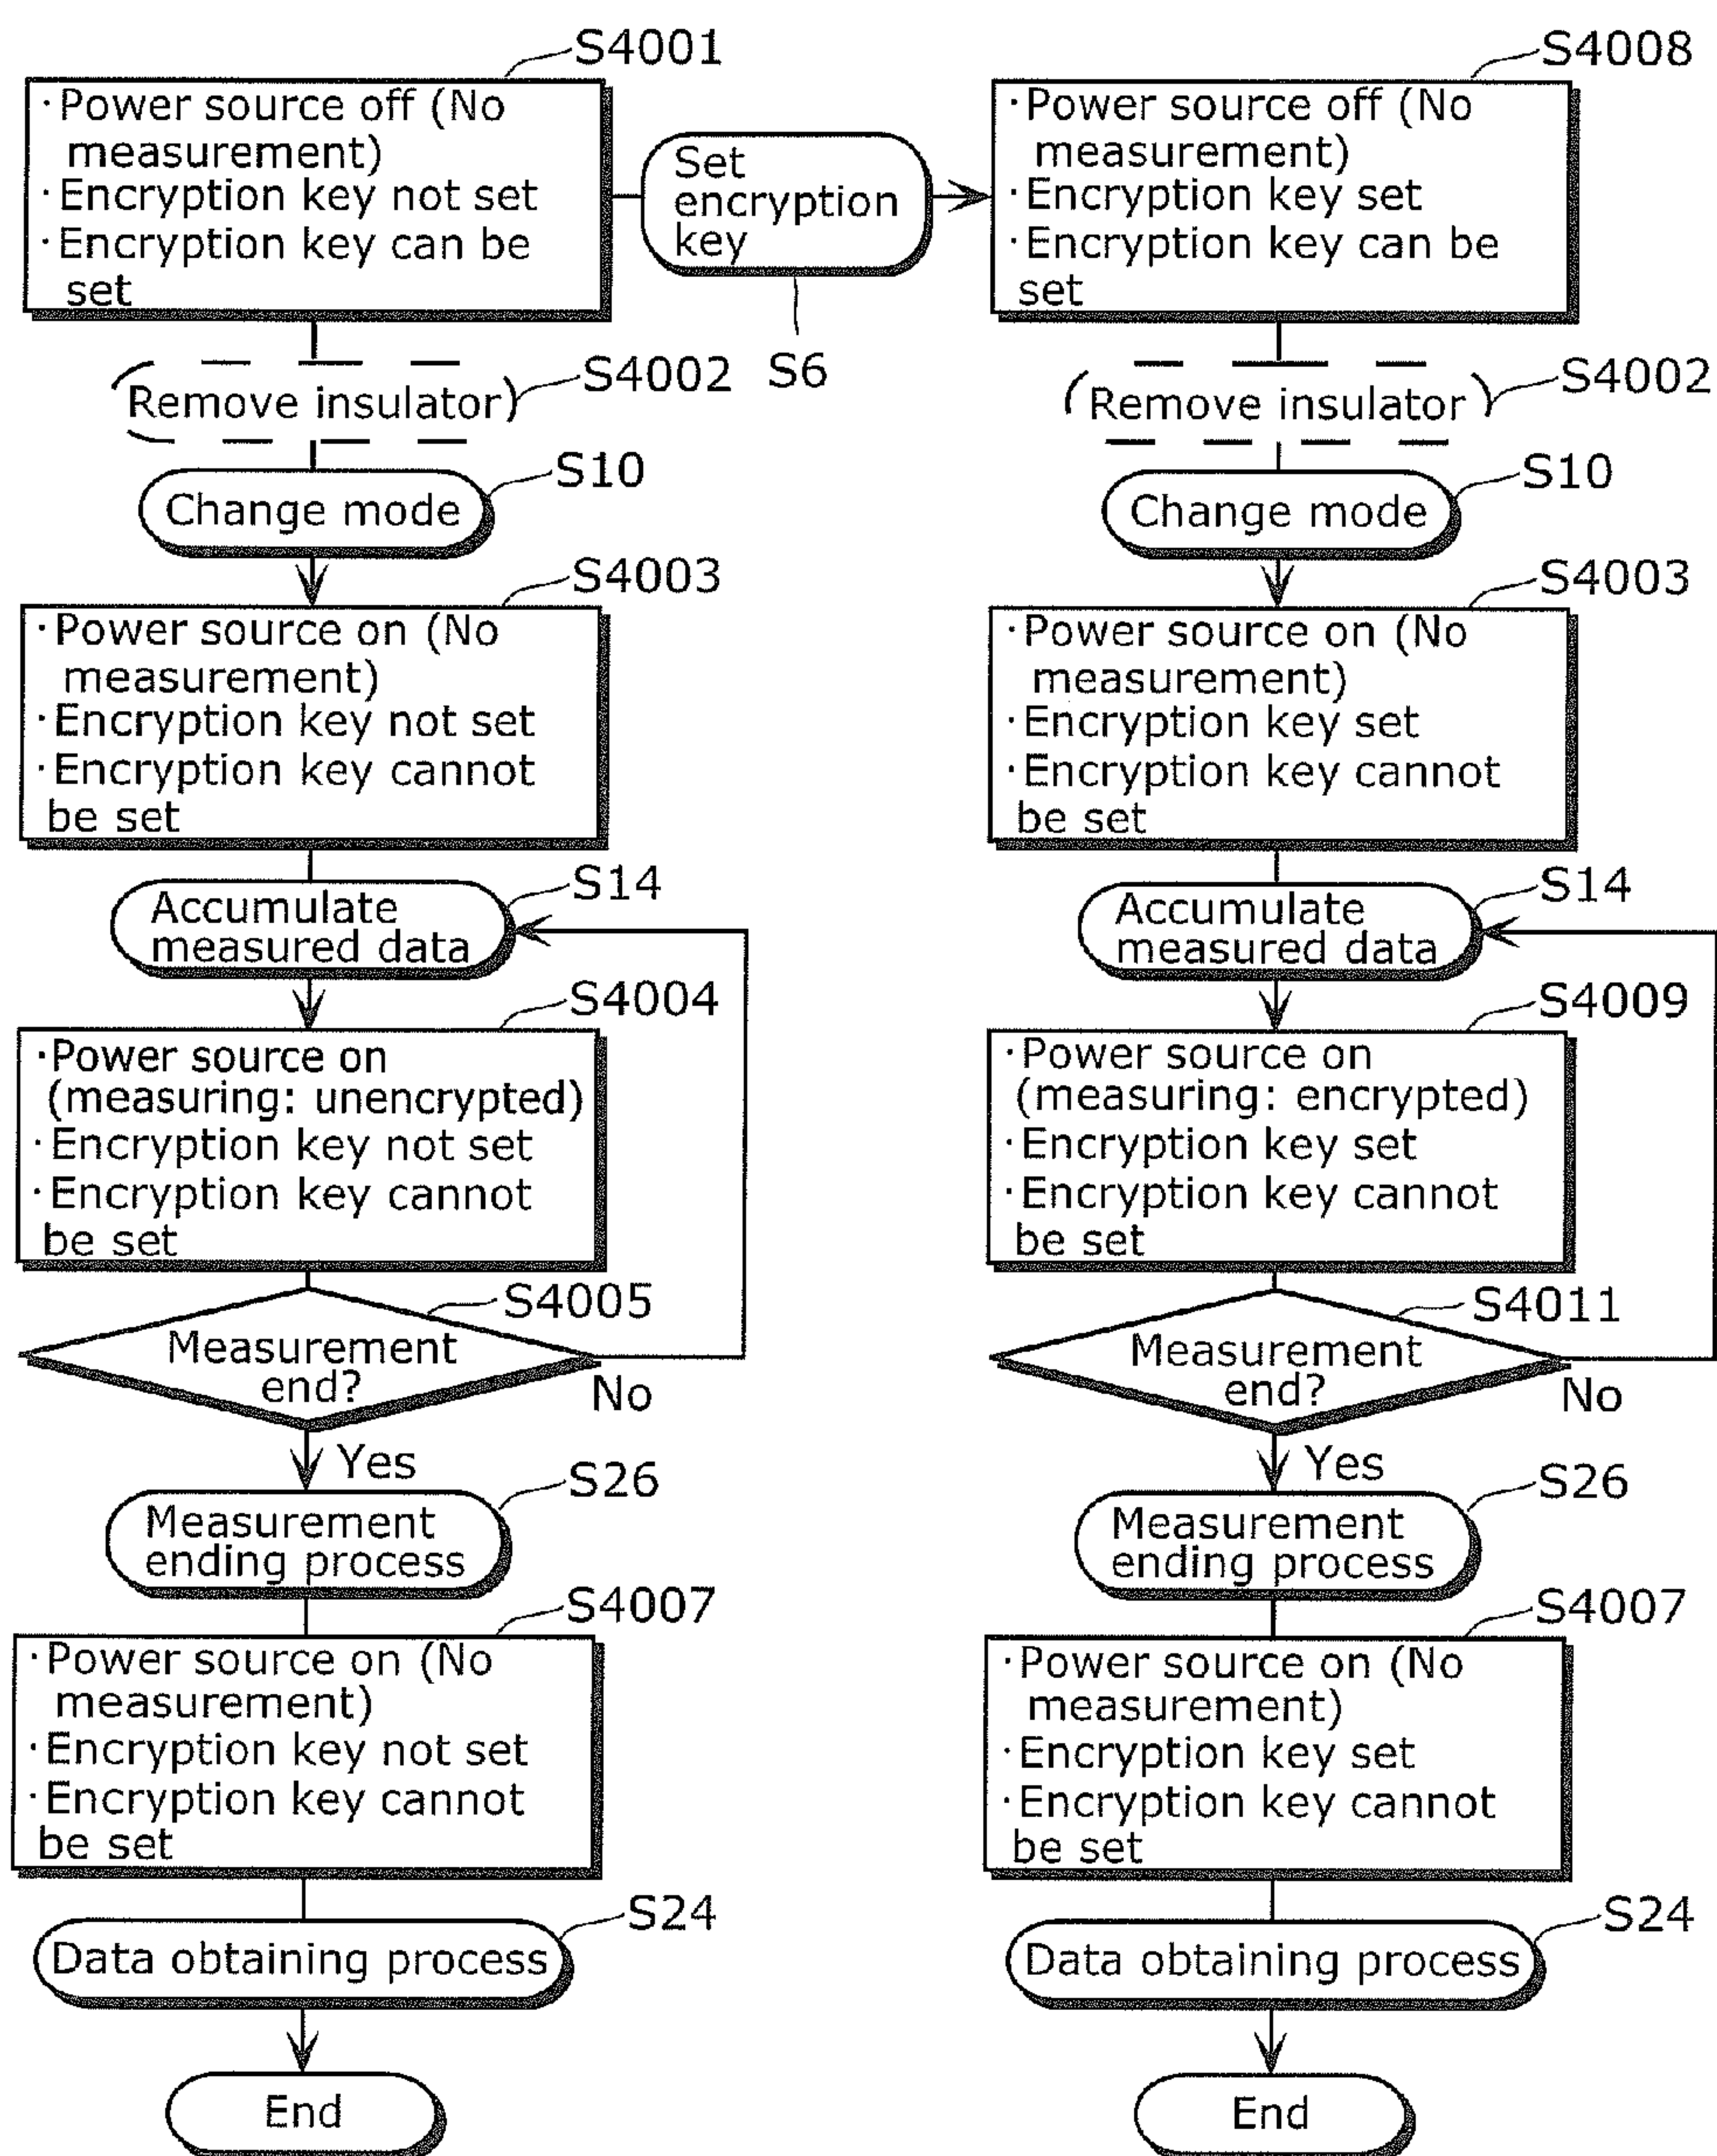 S4001
·Power source off (No
measurement)
·Encryption key not set
·Encryption key can be
set
Set
encryption
key
S6
S4002
Remove insulator
S10
Change mode
S4003
·Power source on (No
measurement)
·Encryption key not set
·Encryption key cannot
be set
S14
Accumulate
measured data
S4004
·Power source on
(measuring: unencrypted)
·Encryption key not set
·Encryption key cannot
be set
S4005
Measurement
end?
No
Yes
S26
Measurement
ending process
S4007
·Power source on (No
measurement)
·Encryption key not set
·Encryption key cannot
be set
S24
Data obtaining process
End
S4008
·Power source off (No
measurement)
·Encryption key set
·Encryption key can be
set
S4002
Remove insulator
S10
Change mode
S4003
·Power source on (No
measurement)
·Encryption key set
·Encryption key cannot
be set
S14
Accumulate
measured data
S4009
·Power source on
(measuring: encrypted)
·Encryption key set
·Encryption key cannot
be set
S4011
Measurement
end?
No
Yes
S26
Measurement
ending process
S4007
·Power source on (No
measurement)
·Encryption key set
·Encryption key cannot
be set
S24
Data obtaining process
End